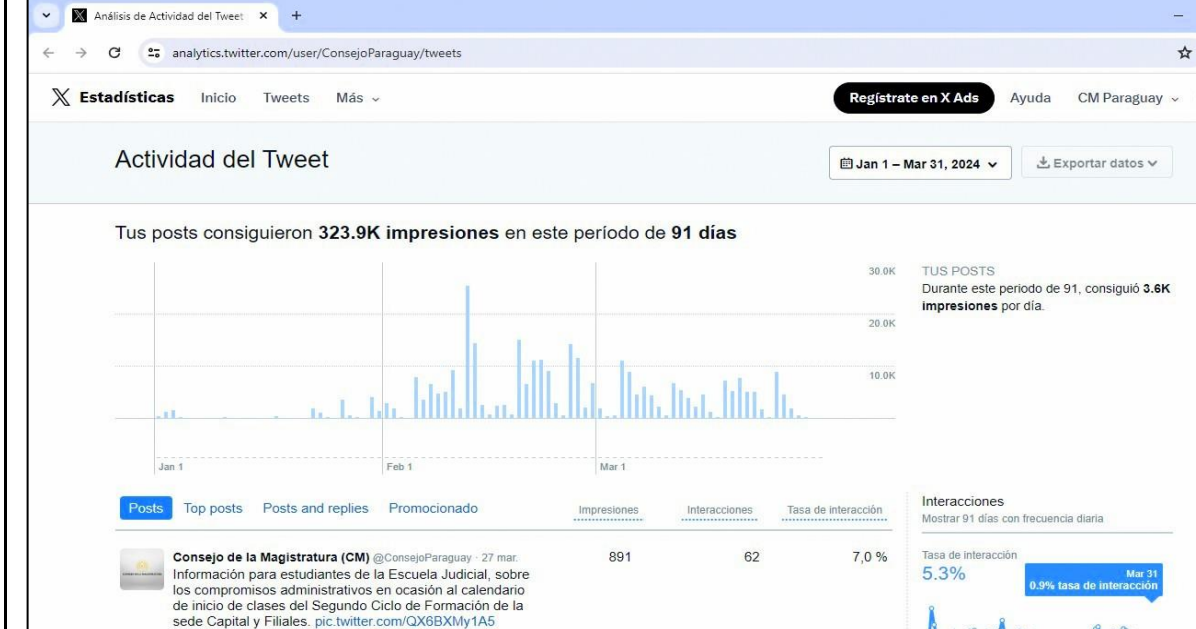 Análisis de Actividad del Tweet
analytics.twitter.com/user/ConsejoParaguay/tweets
Estadísticas Inicio Tweets Más Regístrate en X Ads Ayuda CM Paraguay
Actividad del Tweet
Jan 1 – Mar 31, 2024 Exportar datos
Tus posts consiguieron 323.9K impresiones en este período de 91 días
30.0K
20.0K
10.0K
Jan 1 Feb 1 Mar 1
TUS POSTS
Durante este periodo de 91, consiguió 3.6K
impresiones por día.
Posts Top posts Posts and replies Promocionado Impresiones Interacciones Tasa de interacción
Consejo de la Magistratura (CM) @ConsejoParaguay · 27 mar. 891 62 7,0 %
Información para estudiantes de la Escuela Judicial, sobre
los compromisos administrativos en ocasión al calendario
de inicio de clases del Segundo Ciclo de Formación de la
sede Capital y Filiales. pic.twitter.com/QX6BXMy1A5
Interacciones
Mostrar 91 días con frecuencia diaria
Tasa de interacción
5.3%
Mar 31
0.9% tasa de interacción